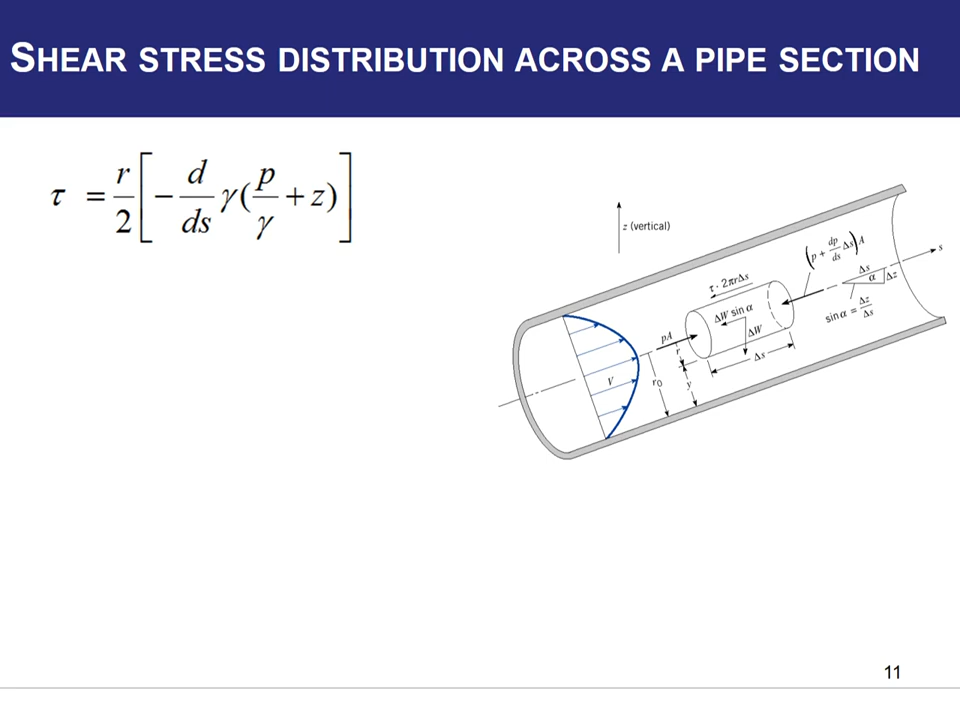 SHEAR STRESS DISTRIBUTION ACROSS A PIPE SECTION
τ = r/2 [ − d/ds γ( p/γ + z) ]
z (vertical)
(p + dp/ds Δs) A
s
Δs
α
Δz
sin α = Δz/Δs
τ · 2πrΔs
ΔW sin α
ΔW
pA
r
Δs
V
r0
y
11